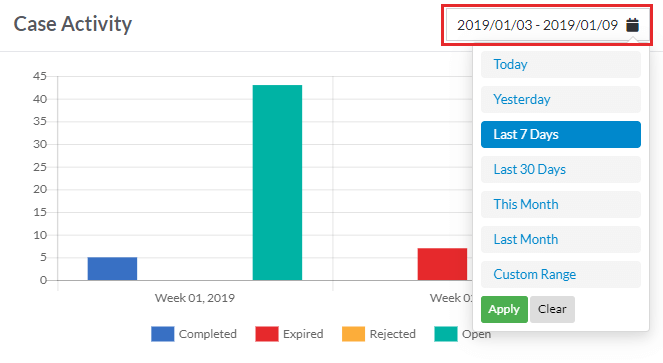 Case Activity
2019/01/03 - 2019/01/09
Today
Yesterday
Last 7 Days
Last 30 Days
This Month
Last Month
Custom Range
Apply Clear
45
40
35
30
25
20
15
10
5
0
Week 01, 2019
Week 0
Completed Expired Rejected Open